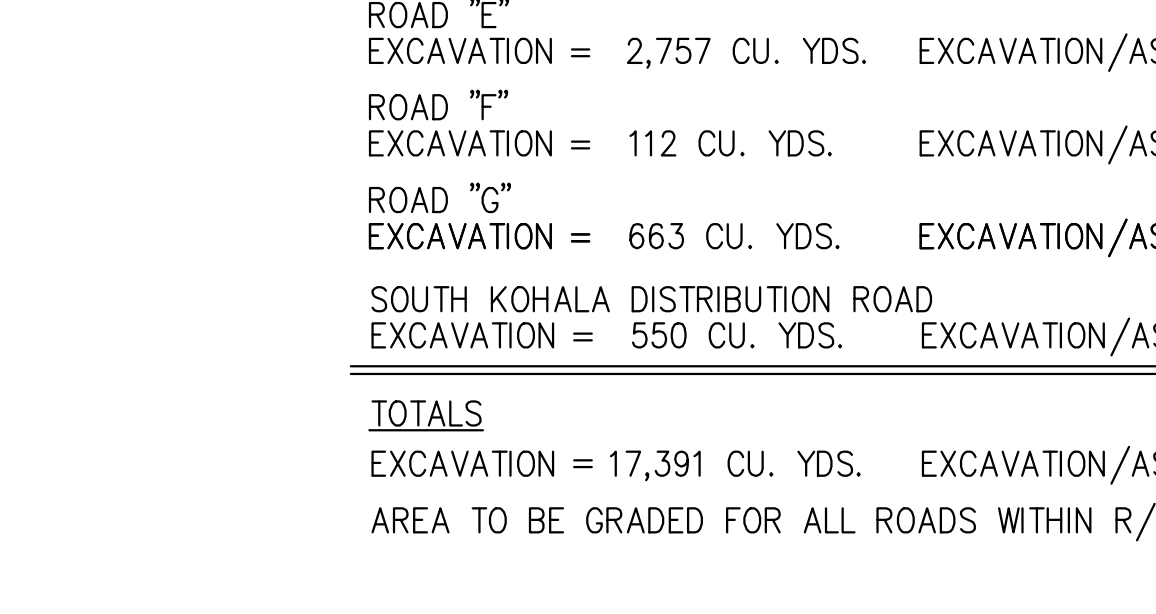 ROAD "E"
EXCAVATION = 2,757 CU. YDS. EXCAVATION/AS
ROAD "F"
EXCAVATION = 112 CU. YDS. EXCAVATION/AS
ROAD "G"
EXCAVATION = 663 CU. YDS. EXCAVATION/AS
SOUTH KOHALA DISTRIBUTION ROAD
EXCAVATION = 550 CU. YDS. EXCAVATION/AS
TOTALS
EXCAVATION = 17,391 CU. YDS. EXCAVATION/AS
AREA TO BE GRADED FOR ALL ROADS WITHIN R/